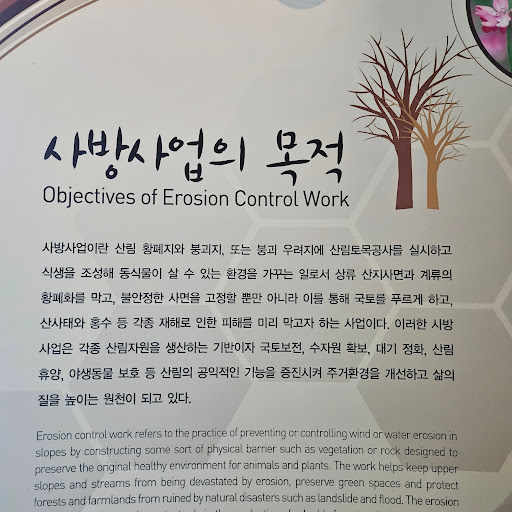 사방사업의 목적
Objectives of Erosion Control Work
사방사업이란 산림 황폐지와 붕괴지, 또는 붕괴 우려지에 산림토목공사를 실시하고
식생을 조성해 동식물이 살 수 있는 환경을 가꾸는 일로서 상류 산지사면과 계류의
황폐화를 막고, 불안정한 사면을 고정할 뿐만 아니라 이를 통해 국토를 푸르게 하고,
산사태와 홍수 등 각종 재해로 인한 피해를 미리 막고자 하는 사업이다. 이러한 사방
사업은 각종 산림자원을 생산하는 기반이자 국토보전, 수자원 확보, 대기 정화, 산림
휴양, 야생동물 보호 등 산림의 공익적인 기능을 증진시켜 주거환경을 개선하고 삶의
질을 높이는 원천이 되고 있다.
Erosion control work refers to the practice of preventing or controlling wind or water erosion in
slopes by constructing some sort of physical barrier such as vegetation or rock designed to
preserve the original healthy environment for animals and plants. The work helps keep upper
slopes and streams from being devastated by erosion, preserve green spaces and protect
forests and farmlands from ruined by natural disasters such as landslide and flood. The erosion